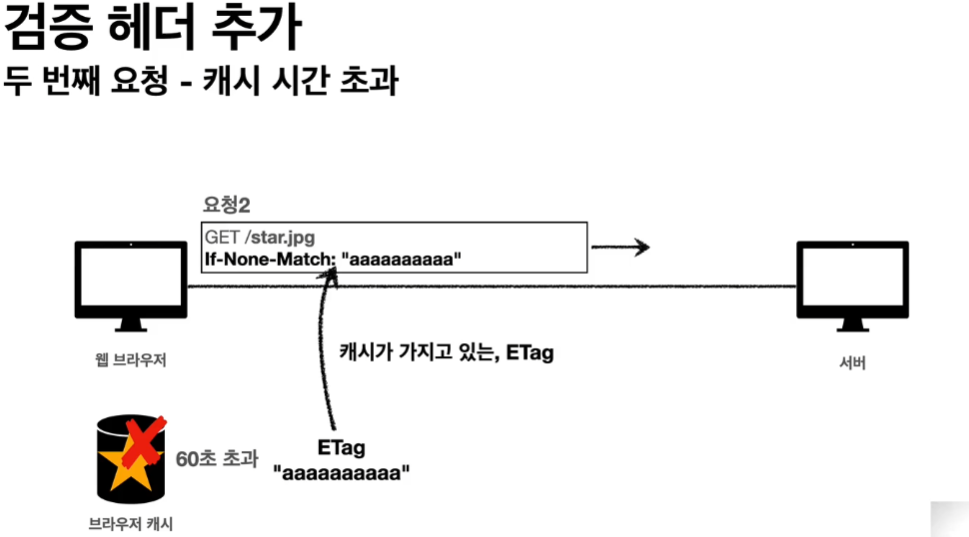 검증 헤더 추가
두 번째 요청 - 캐시 시간 초과
요청2
GET /star.jpg
If-None-Match: "aaaaaaaaaa"
웹 브라우저
서버
캐시가 가지고 있는, ETag
ETag
"aaaaaaaaaa"
60초 초과
브라우저 캐시